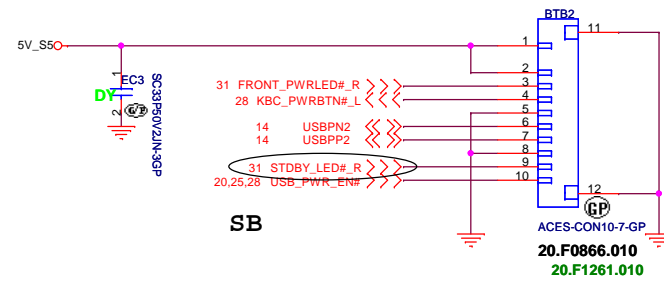 BTB2
5V_S5
1
11
1
EC3
DY
G/P
2
SC33P50V2JN-3GP
2
31 FRONT_PWRLED#_R
3
28 KBC_PWRBTN#_L
4
5
14 USBPN2
6
14 USBPP2
7
8
31 STDBY_LED#_R
9
20,25,28 USB_PWR_EN#
10
12
GP
SB
ACES-CON10-7-GP
20.F0866.010
20.F1261.010